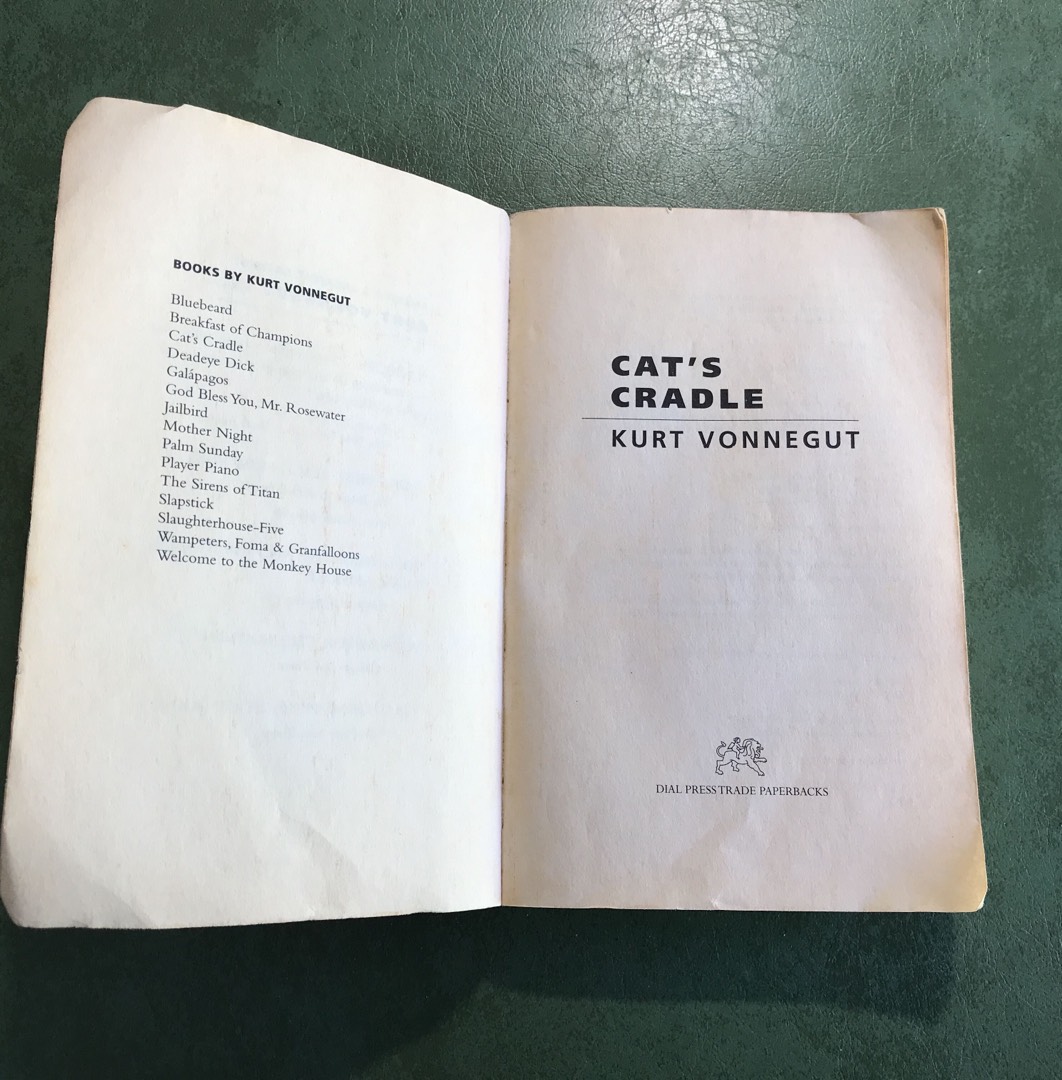 BOOKS BY KURT VONNEGUT
Bluebeard
Breakfast of Champions
Cat's Cradle
Deadeye Dick
Galápagos
God Bless You, Mr. Rosewater
Jailbird
Mother Night
Palm Sunday
Player Piano
The Sirens of Titan
Slapstick
Slaughterhouse-Five
Wampeters, Foma & Granfalloons
Welcome to the Monkey House
CAT'S
CRADLE
KURT VONNEGUT
DIAL PRESS TRADE PAPERBACKS